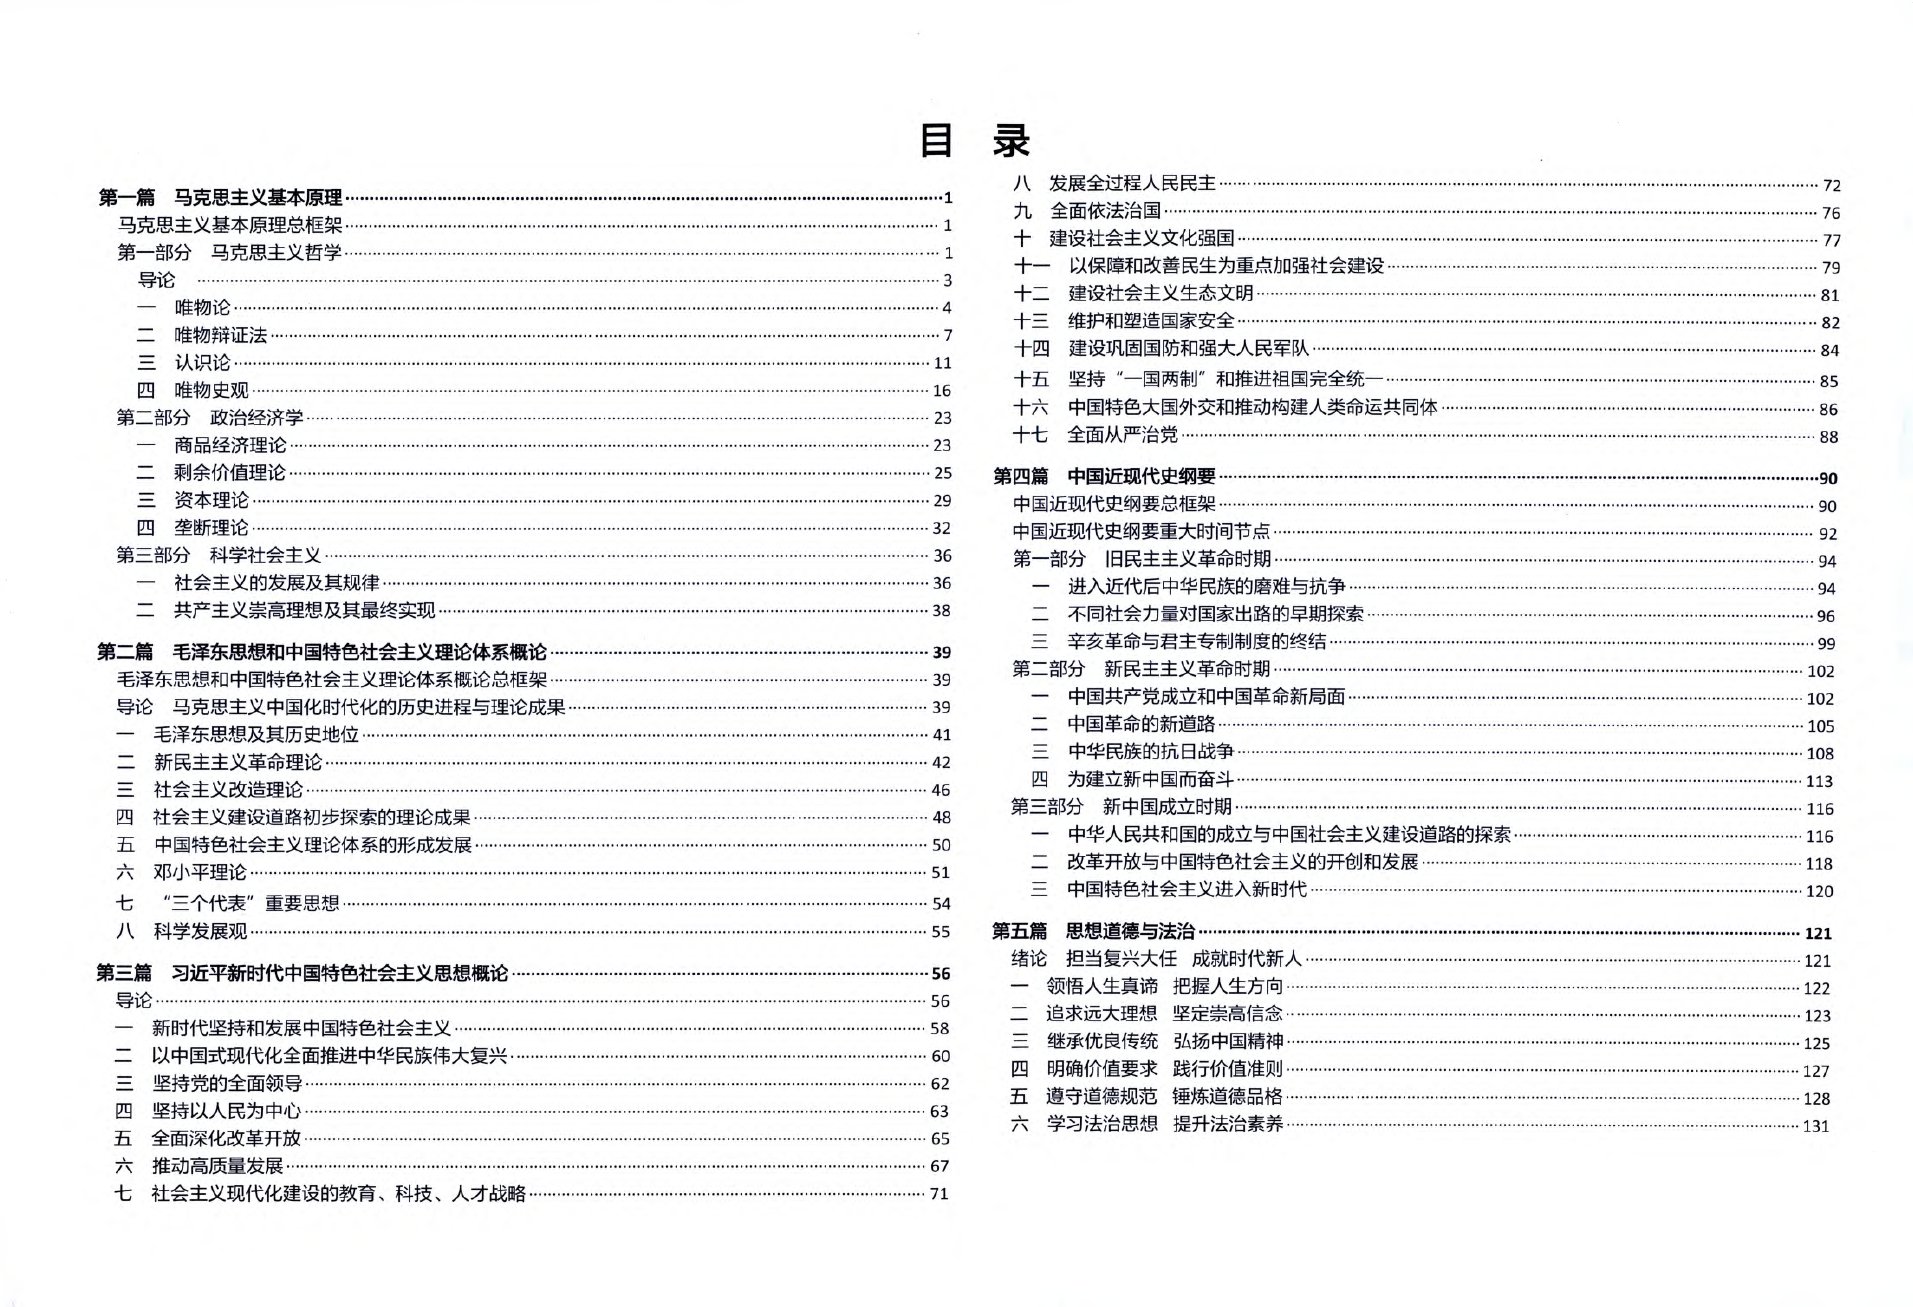 目 录
第一篇 马克思主义基本原理 1
马克思主义基本原理总框架 1
第一部分 马克思主义哲学 1
导论 3
一 唯物论 4
二 唯物辩证法 7
三 认识论 11
四 唯物史观 16
第二部分 政治经济学 23
一 商品经济理论 23
二 剩余价值理论 25
三 资本理论 29
四 垄断理论 32
第三部分 科学社会主义 36
一 社会主义的发展及其规律 36
二 共产主义崇高理想及其最终实现 38
第二篇 毛泽东思想和中国特色社会主义理论体系概论 39
毛泽东思想和中国特色社会主义理论体系概论总框架 39
导论 马克思主义中国化时代化的历史进程与理论成果 39
一 毛泽东思想及其历史地位 41
二 新民主主义革命理论 42
三 社会主义改造理论 46
四 社会主义建设道路初步探索的理论成果 48
五 中国特色社会主义理论体系的形成发展 50
六 邓小平理论 51
七 “三个代表”重要思想 54
八 科学发展观 55
第三篇 习近平新时代中国特色社会主义思想概论 56
导论 56
一 新时代坚持和发展中国特色社会主义 58
二 以中国式现代化全面推进中华民族伟大复兴 60
三 坚持党的全面领导 62
四 坚持以人民为中心 63
五 全面深化改革开放 65
六 推动高质量发展 67
七 社会主义现代化建设的教育、科技、人才战略 71
八 发展全过程人民民主 72
九 全面依法治国 76
十 建设社会主义文化强国 77
十一 以保障和改善民生为重点加强社会建设 79
十二 建设社会主义生态文明 81
十三 维护和塑造国家安全 82
十四 建设巩固国防和强大人民军队 84
十五 坚持“一国两制”和推进祖国完全统一 85
十六 中国特色大国外交和推动构建人类命运共同体 86
十七 全面从严治党 88
第四篇 中国近现代史纲要 90
中国近现代史纲要总框架 90
中国近现代史纲要重大时间节点 92
第一部分 旧民主主义革命时期 94
一 进入近代后中华民族的磨难与抗争 94
二 不同社会力量对国家出路的早期探索 96
三 辛亥革命与君主专制制度的终结 99
第二部分 新民主主义革命时期 102
一 中国共产党成立和中国革命新局面 102
二 中国革命的新道路 105
三 中华民族的抗日战争 108
四 为建立新中国而奋斗 113
第三部分 新中国成立时期 116
一 中华人民共和国的成立与中国社会主义建设道路的探索 116
二 改革开放与中国特色社会主义的开创和发展 118
三 中国特色社会主义进入新时代 120
第五篇 思想道德与法治 121
绪论 担当复兴大任 成就时代新人 121
一 领悟人生真谛 把握人生方向 122
二 追求远大理想 坚定崇高信念 123
三 继承优良传统 弘扬中国精神 125
四 明确价值要求 践行价值准则 127
五 遵守道德规范 锤炼道德品格 128
六 学习法治思想 提升法治素养 131